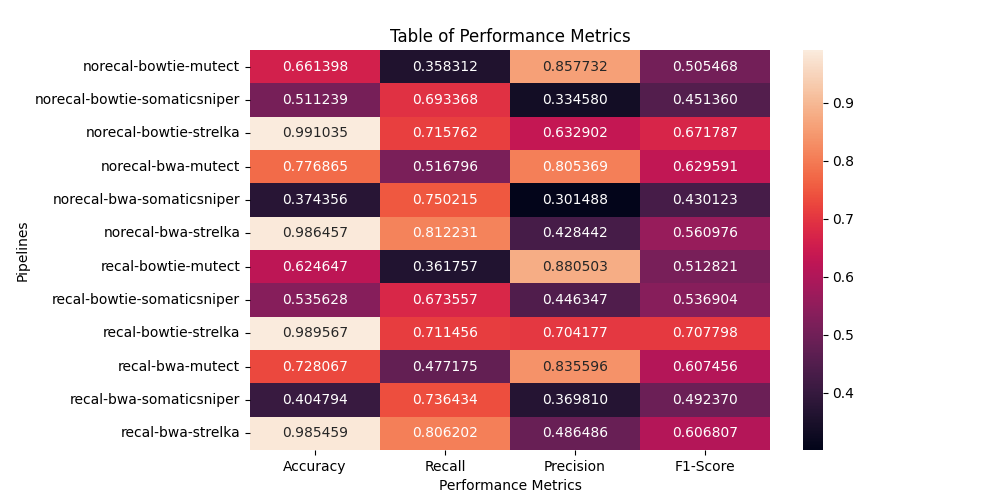 Table of Performance Metrics
norecal-bowtie-mutect 0.661398 0.358312 0.857732 0.505468
norecal-bowtie-somaticsniper 0.511239 0.693368 0.334580 0.451360
norecal-bowtie-strelka 0.991035 0.715762 0.632902 0.671787
norecal-bwa-mutect 0.776865 0.516796 0.805369 0.629591
norecal-bwa-somaticsniper 0.374356 0.750215 0.301488 0.430123
norecal-bwa-strelka 0.986457 0.812231 0.428442 0.560976
recal-bowtie-mutect 0.624647 0.361757 0.880503 0.512821
recal-bowtie-somaticsniper 0.535628 0.673557 0.446347 0.536904
recal-bowtie-strelka 0.989567 0.711456 0.704177 0.707798
recal-bwa-mutect 0.728067 0.477175 0.835596 0.607456
recal-bwa-somaticsniper 0.404794 0.736434 0.369810 0.492370
recal-bwa-strelka 0.985459 0.806202 0.486486 0.606807
Accuracy Recall Precision F1-Score
Performance Metrics
Pipelines
0.9
0.8
0.7
0.6
0.5
0.4